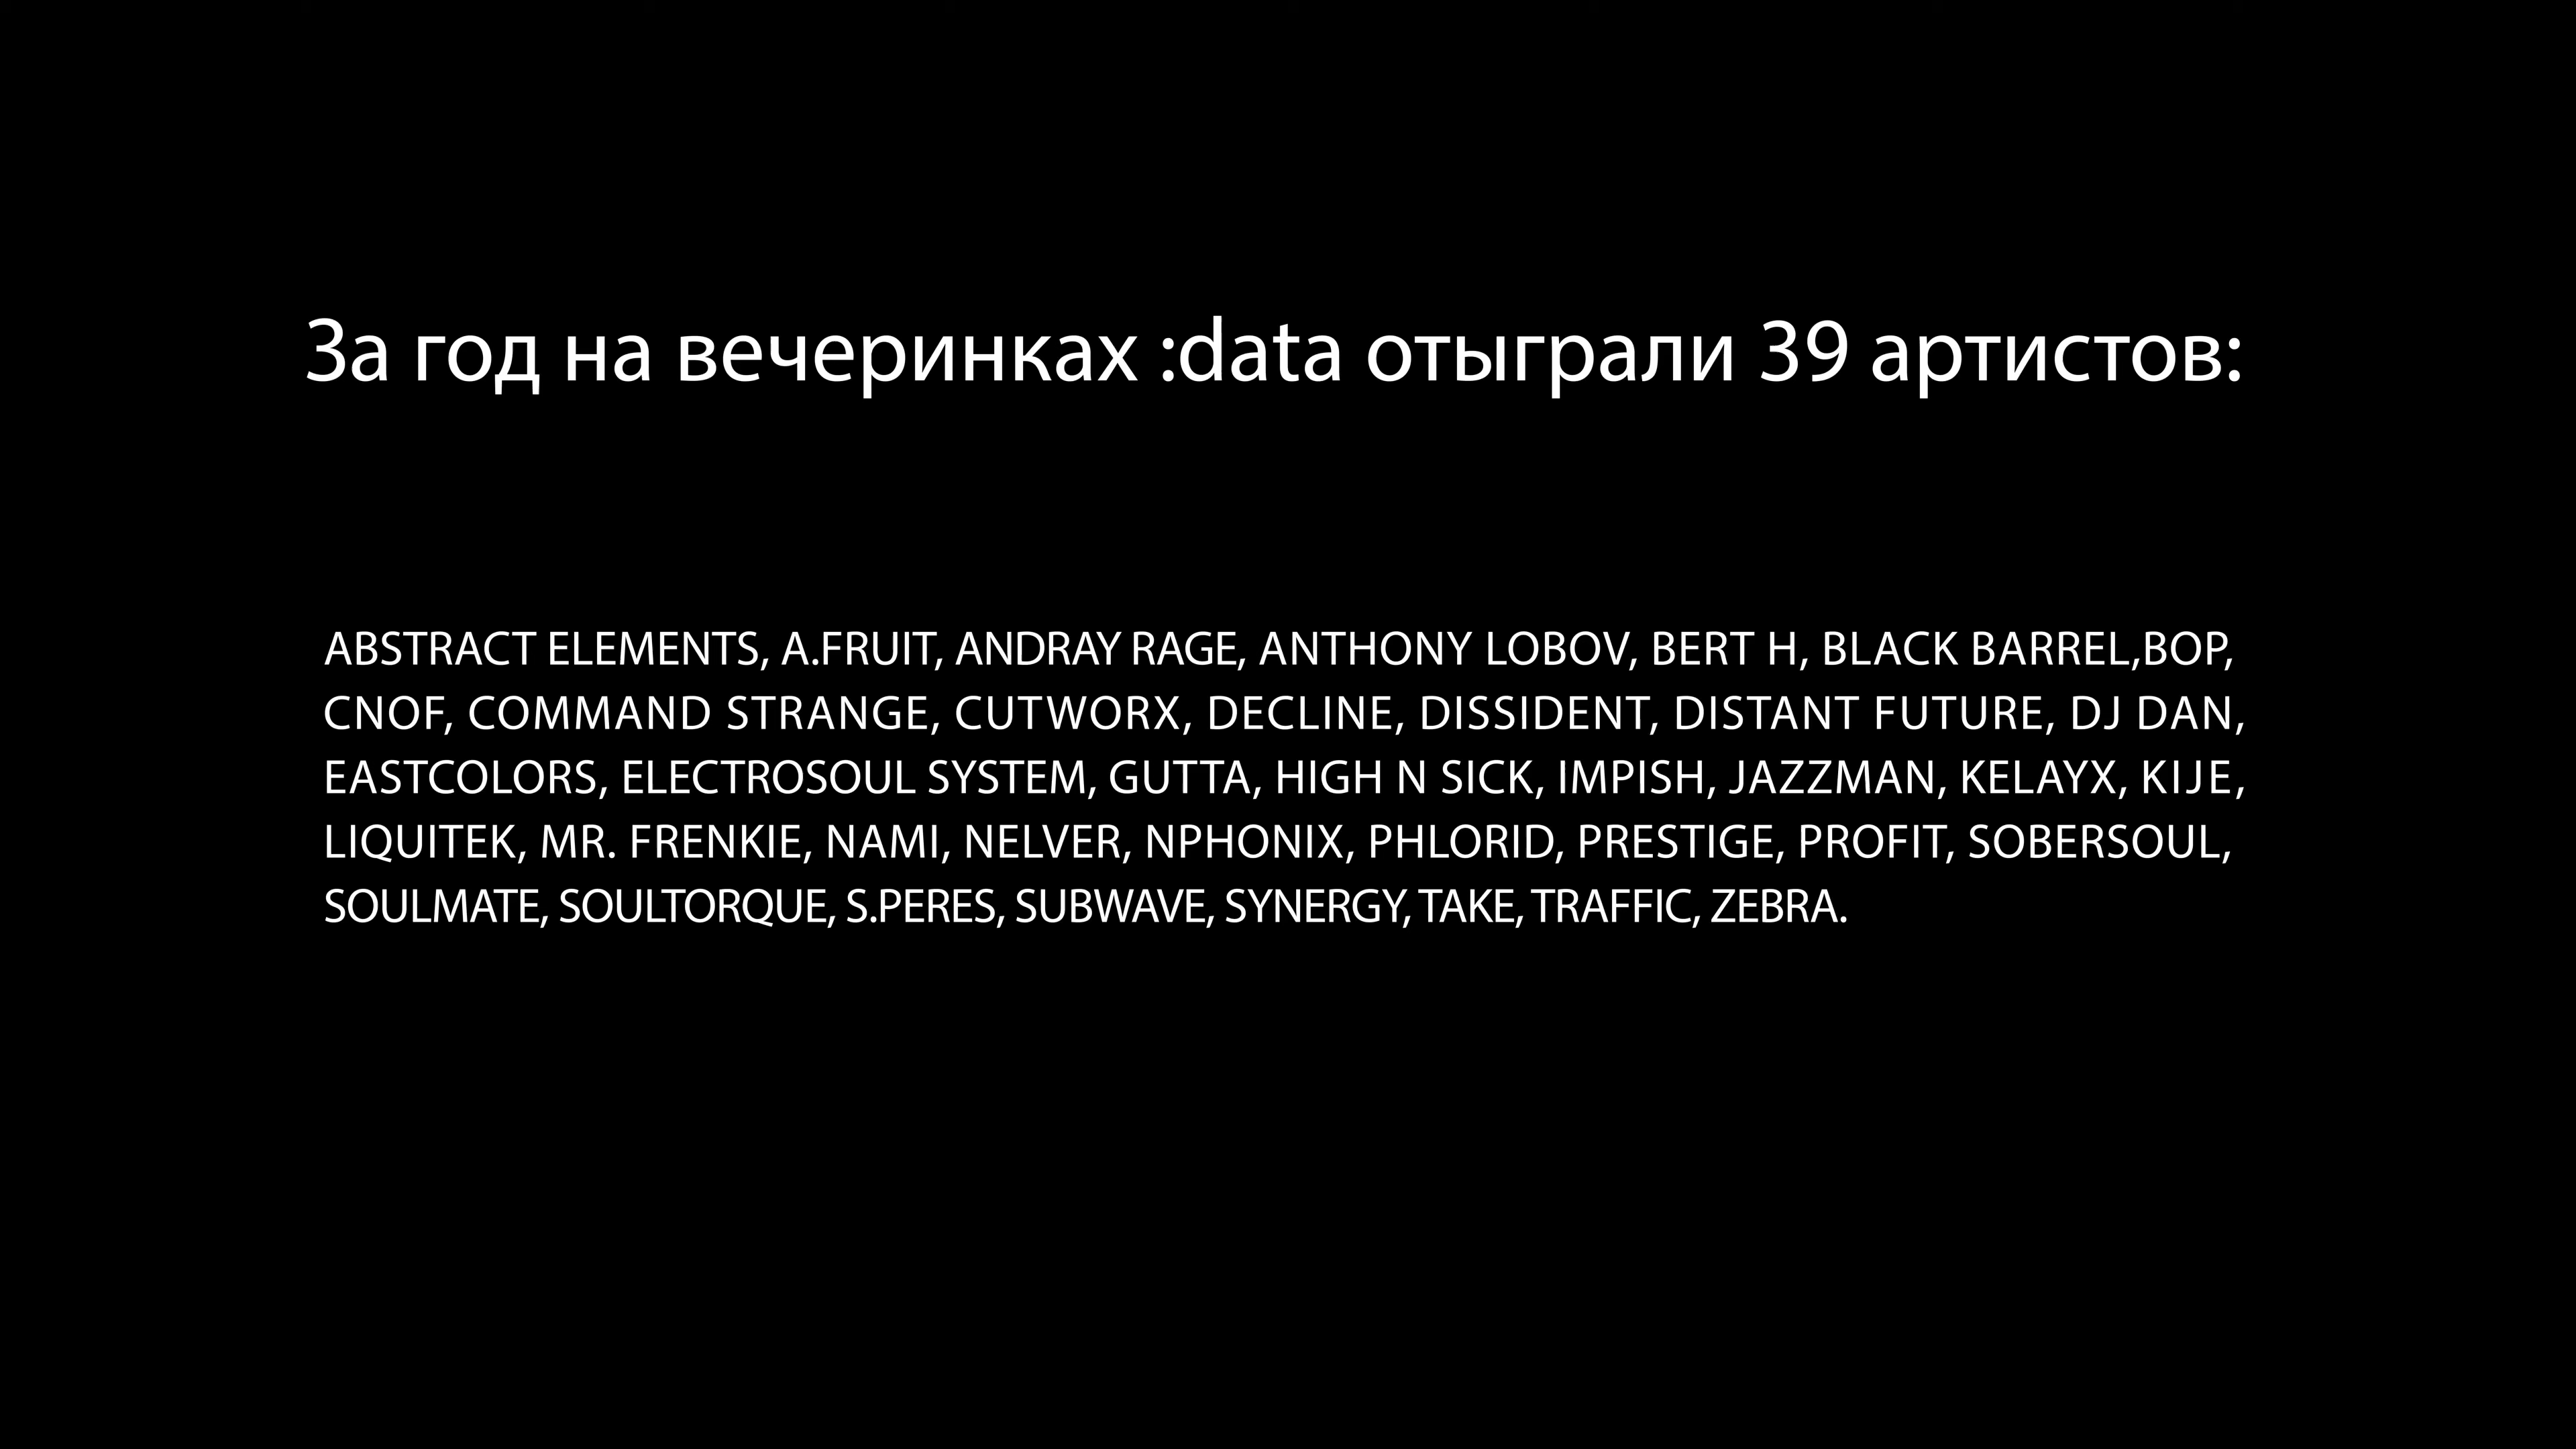 За год на вечеринках :data отыграли 39 артистов:
ABSTRACT ELEMENTS, A.FRUIT, ANDRAY RAGE, ANTHONY LOBOV, BERT H, BLACK BARREL,BOP,
CNOF, COMMAND STRANGE, CUTWORX, DECLINE, DISSIDENT, DISTANT FUTURE, DJ DAN,
EASTCOLORS, ELECTROSOUL SYSTEM, GUTTA, HIGH N SICK, IMPISH, JAZZMAN, KELAYX, KIJE,
LIQUITEK, MR. FRENKIE, NAMI, NELVER, NPHONIX, PHLORID, PRESTIGE, PROFIT, SOBERSOUL,
SOULMATE, SOULTORQUE, S.PERES, SUBWAVE, SYNERGY, TAKE, TRAFFIC, ZEBRA.